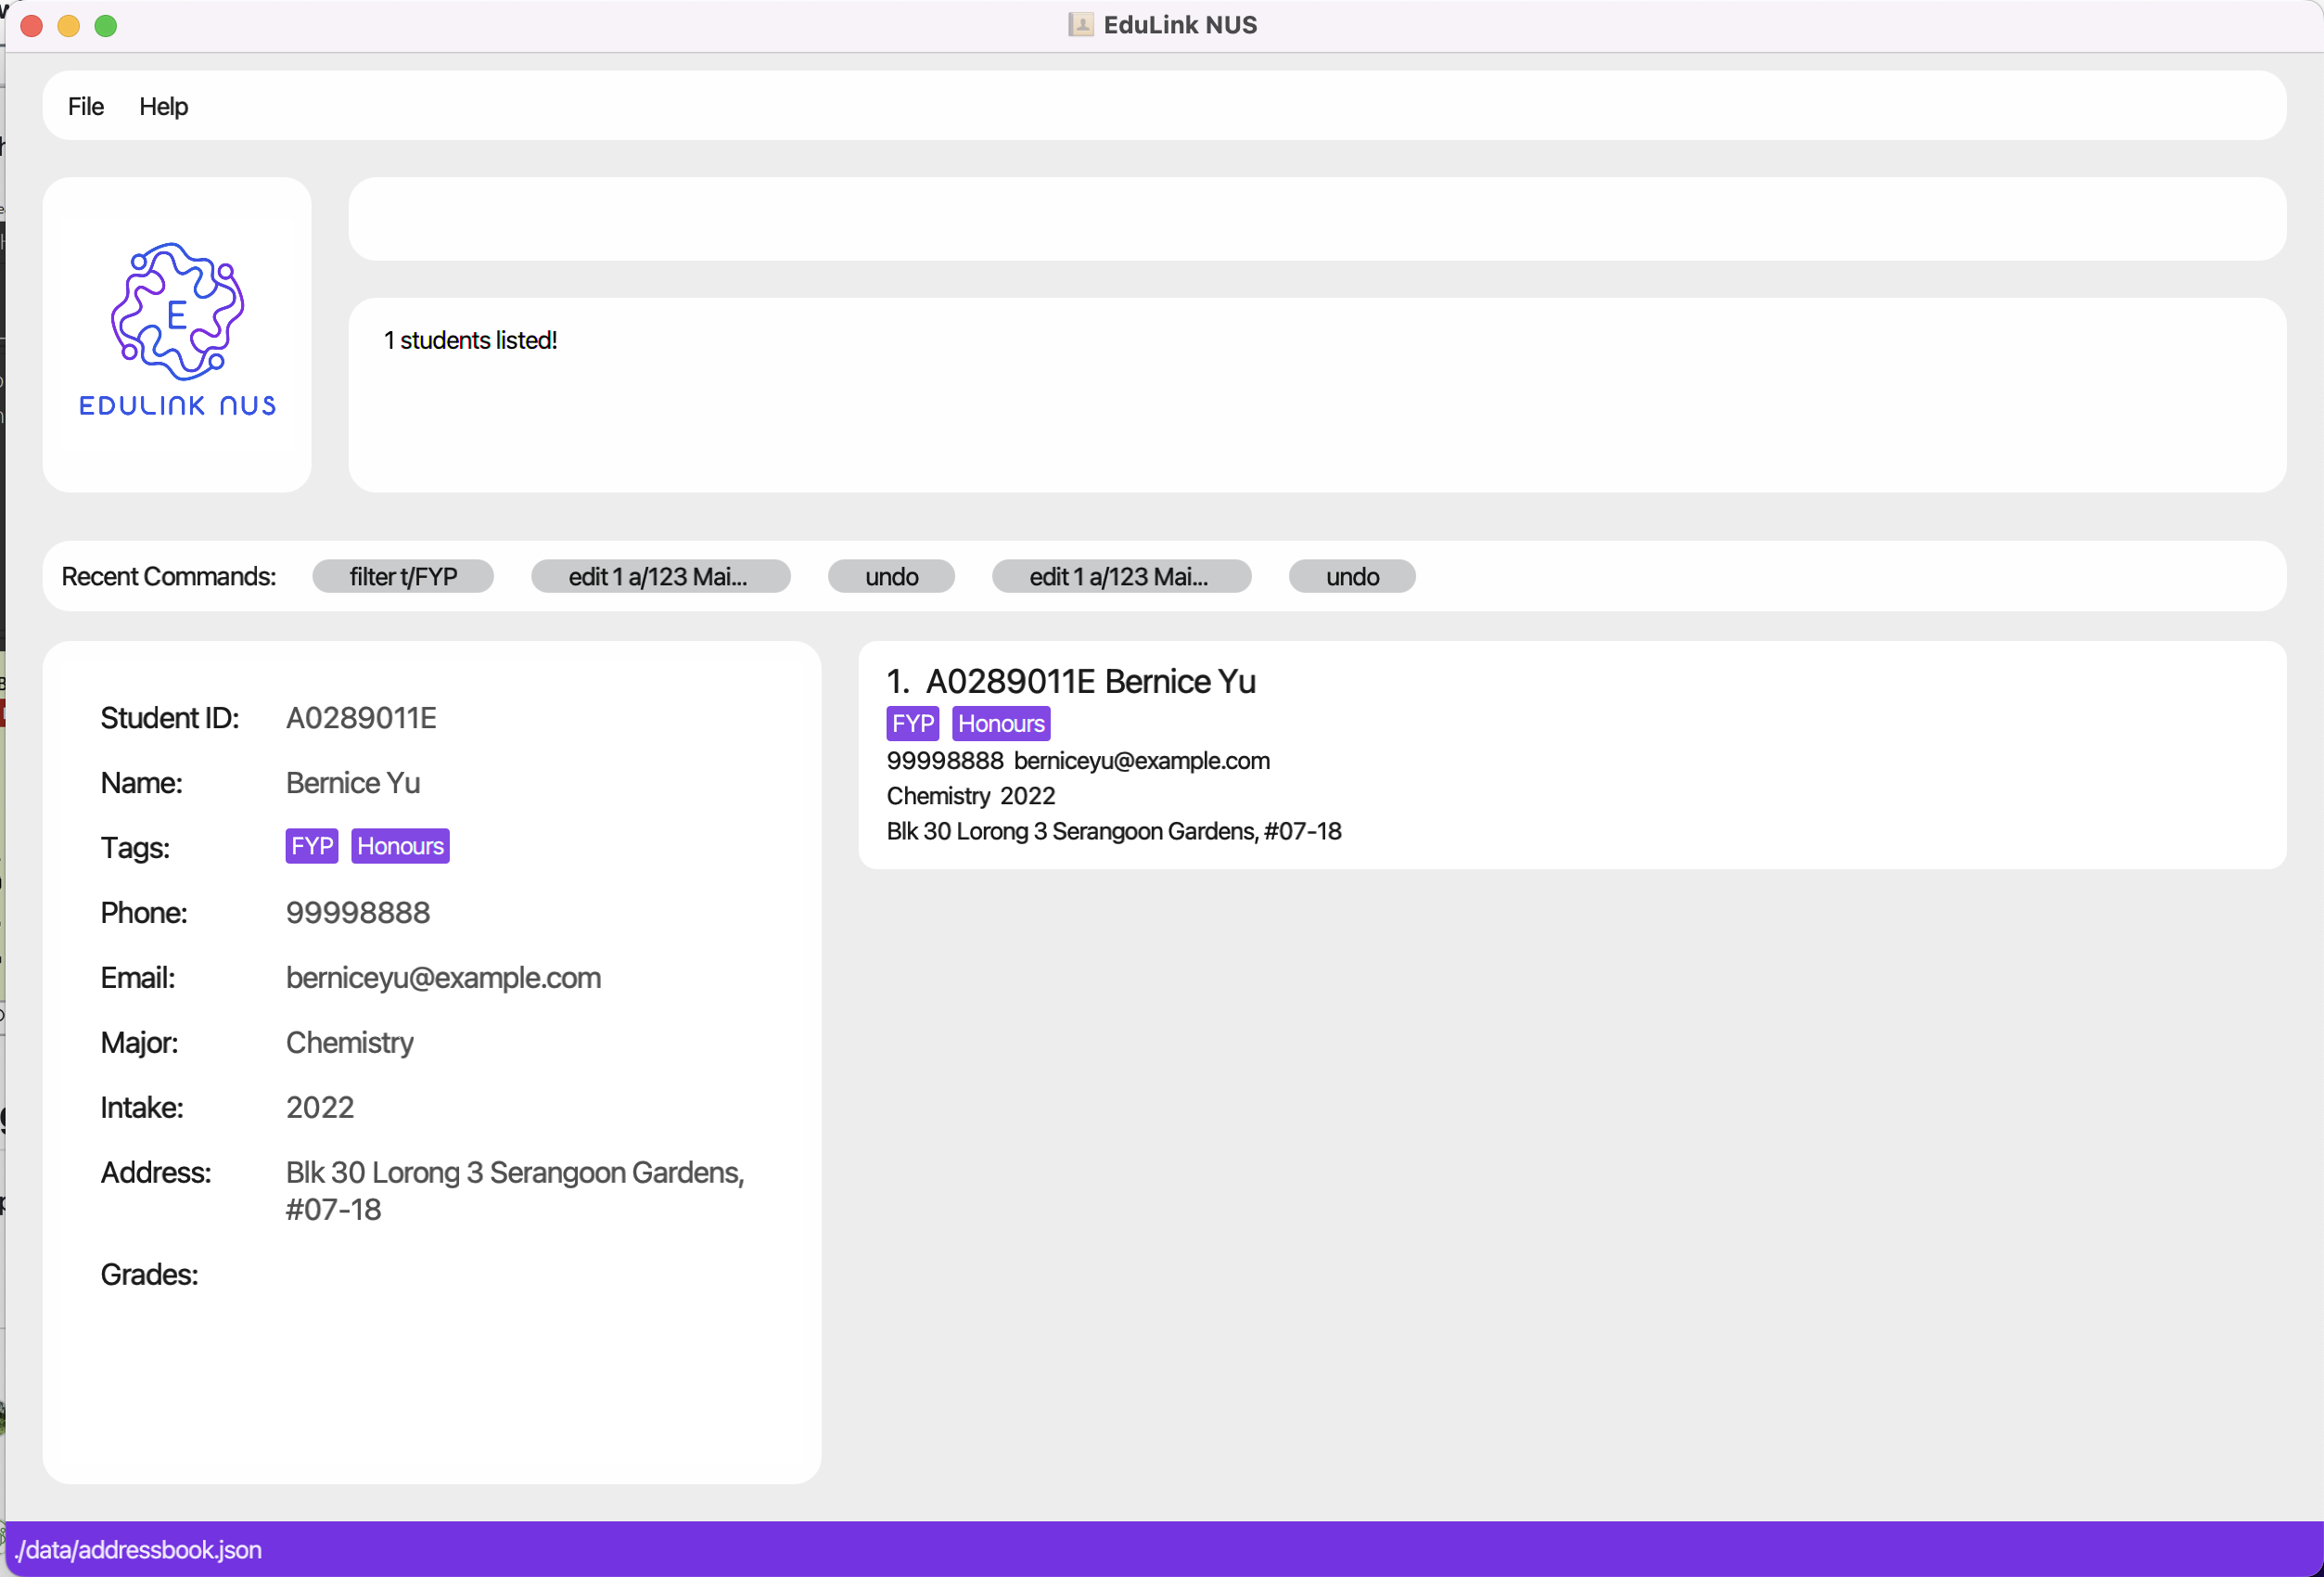 EduLink NUS
File Help
E
EDULINK NUS
1 students listed!
Recent Commands: filter t/FYP edit 1 a/123 Mai... undo edit 1 a/123 Mai... undo
Student ID: A0289011E
Name: Bernice Yu
Tags: FYP Honours
Phone: 99998888
Email: berniceyu@example.com
Major: Chemistry
Intake: 2022
Address: Blk 30 Lorong 3 Serangoon Gardens,
#07-18
Grades:
1. A0289011E Bernice Yu
FYP Honours
99998888 berniceyu@example.com
Chemistry 2022
Blk 30 Lorong 3 Serangoon Gardens, #07-18
./data/addressbook.json